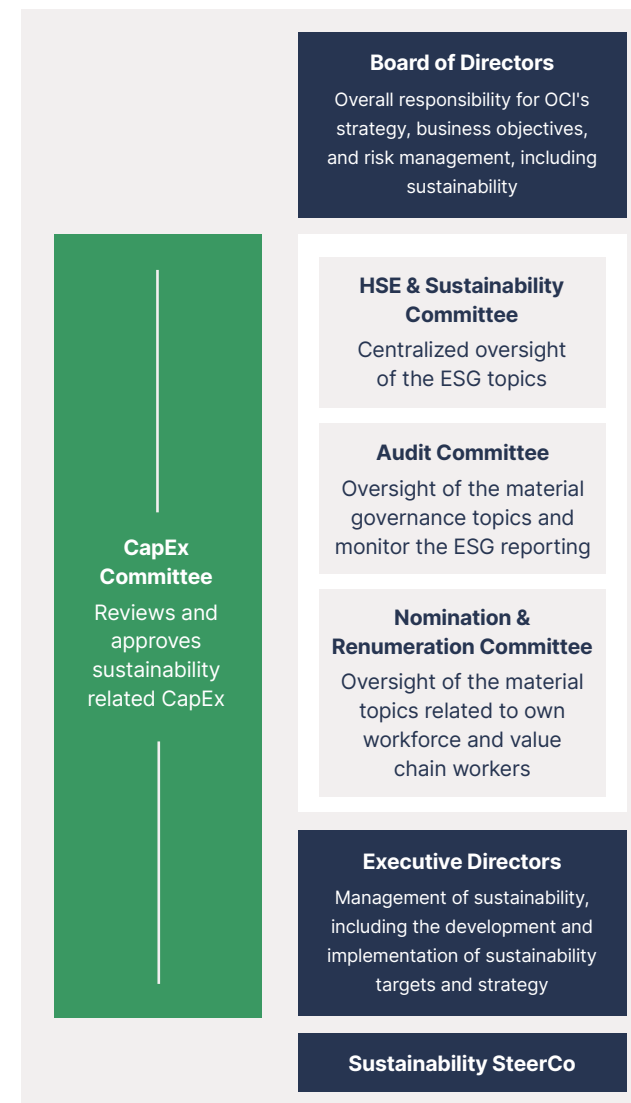 Board of Directors
Overall responsibility for OCI's
strategy, business objectives,
and risk management, including
sustainability
CapEx
Committee
Reviews and
approves
sustainability
related CapEx
HSE & Sustainability
Committee
Centralized oversight
of the ESG topics
Audit Committee
Oversight of the material
governance topics and
monitor the ESG reporting
Nomination &
Renumeration Committee
Oversight of the material
topics related to own
workforce and value
chain workers
Executive Directors
Management of sustainability,
including the development and
implementation of sustainability
targets and strategy
Sustainability SteerCo